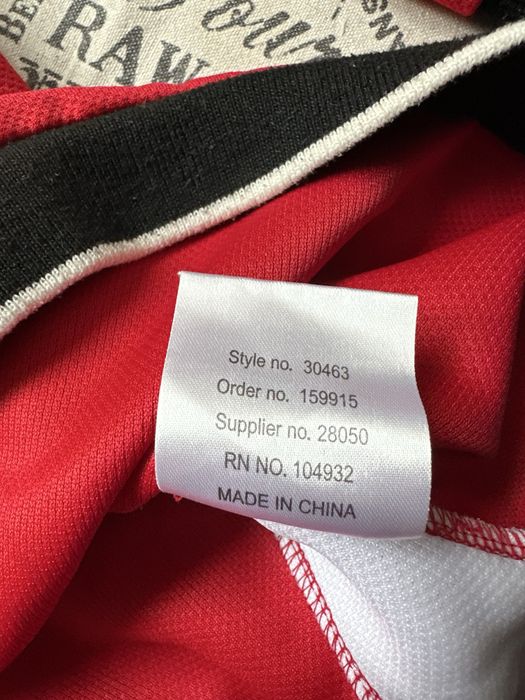 RAW
Style no. 30463
Order no. 159915
Supplier no. 28050
RN NO. 104932
MADE IN CHINA